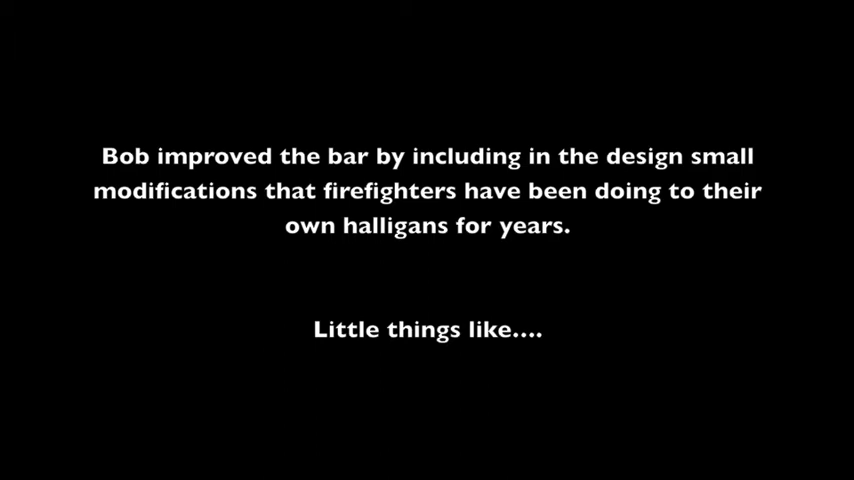 Bob improved the bar by including in the design small
modifications that firefighters have been doing to their
own halligans for years.
Little things like....